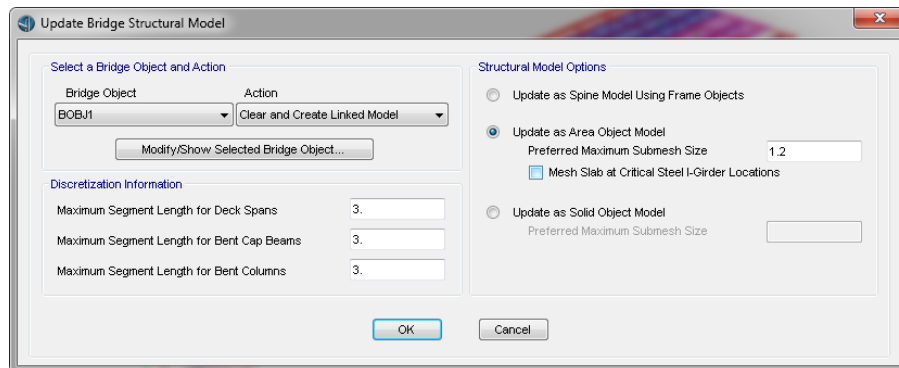 Update Bridge Structural Model
Select a Bridge Object and Action
Bridge Object
Action
BOBJ1
Clear and Create Linked Model
Modify/Show Selected Bridge Object...
Discretization Information
Maximum Segment Length for Deck Spans
3.
Maximum Segment Length for Bent Cap Beams
3.
Maximum Segment Length for Bent Columns
3.
Structural Model Options
Update as Spine Model Using Frame Objects
Update as Area Object Model
Preferred Maximum Submesh Size
1.2
Mesh Slab at Critical Steel I-Girder Locations
Update as Solid Object Model
Preferred Maximum Submesh Size
OK
Cancel